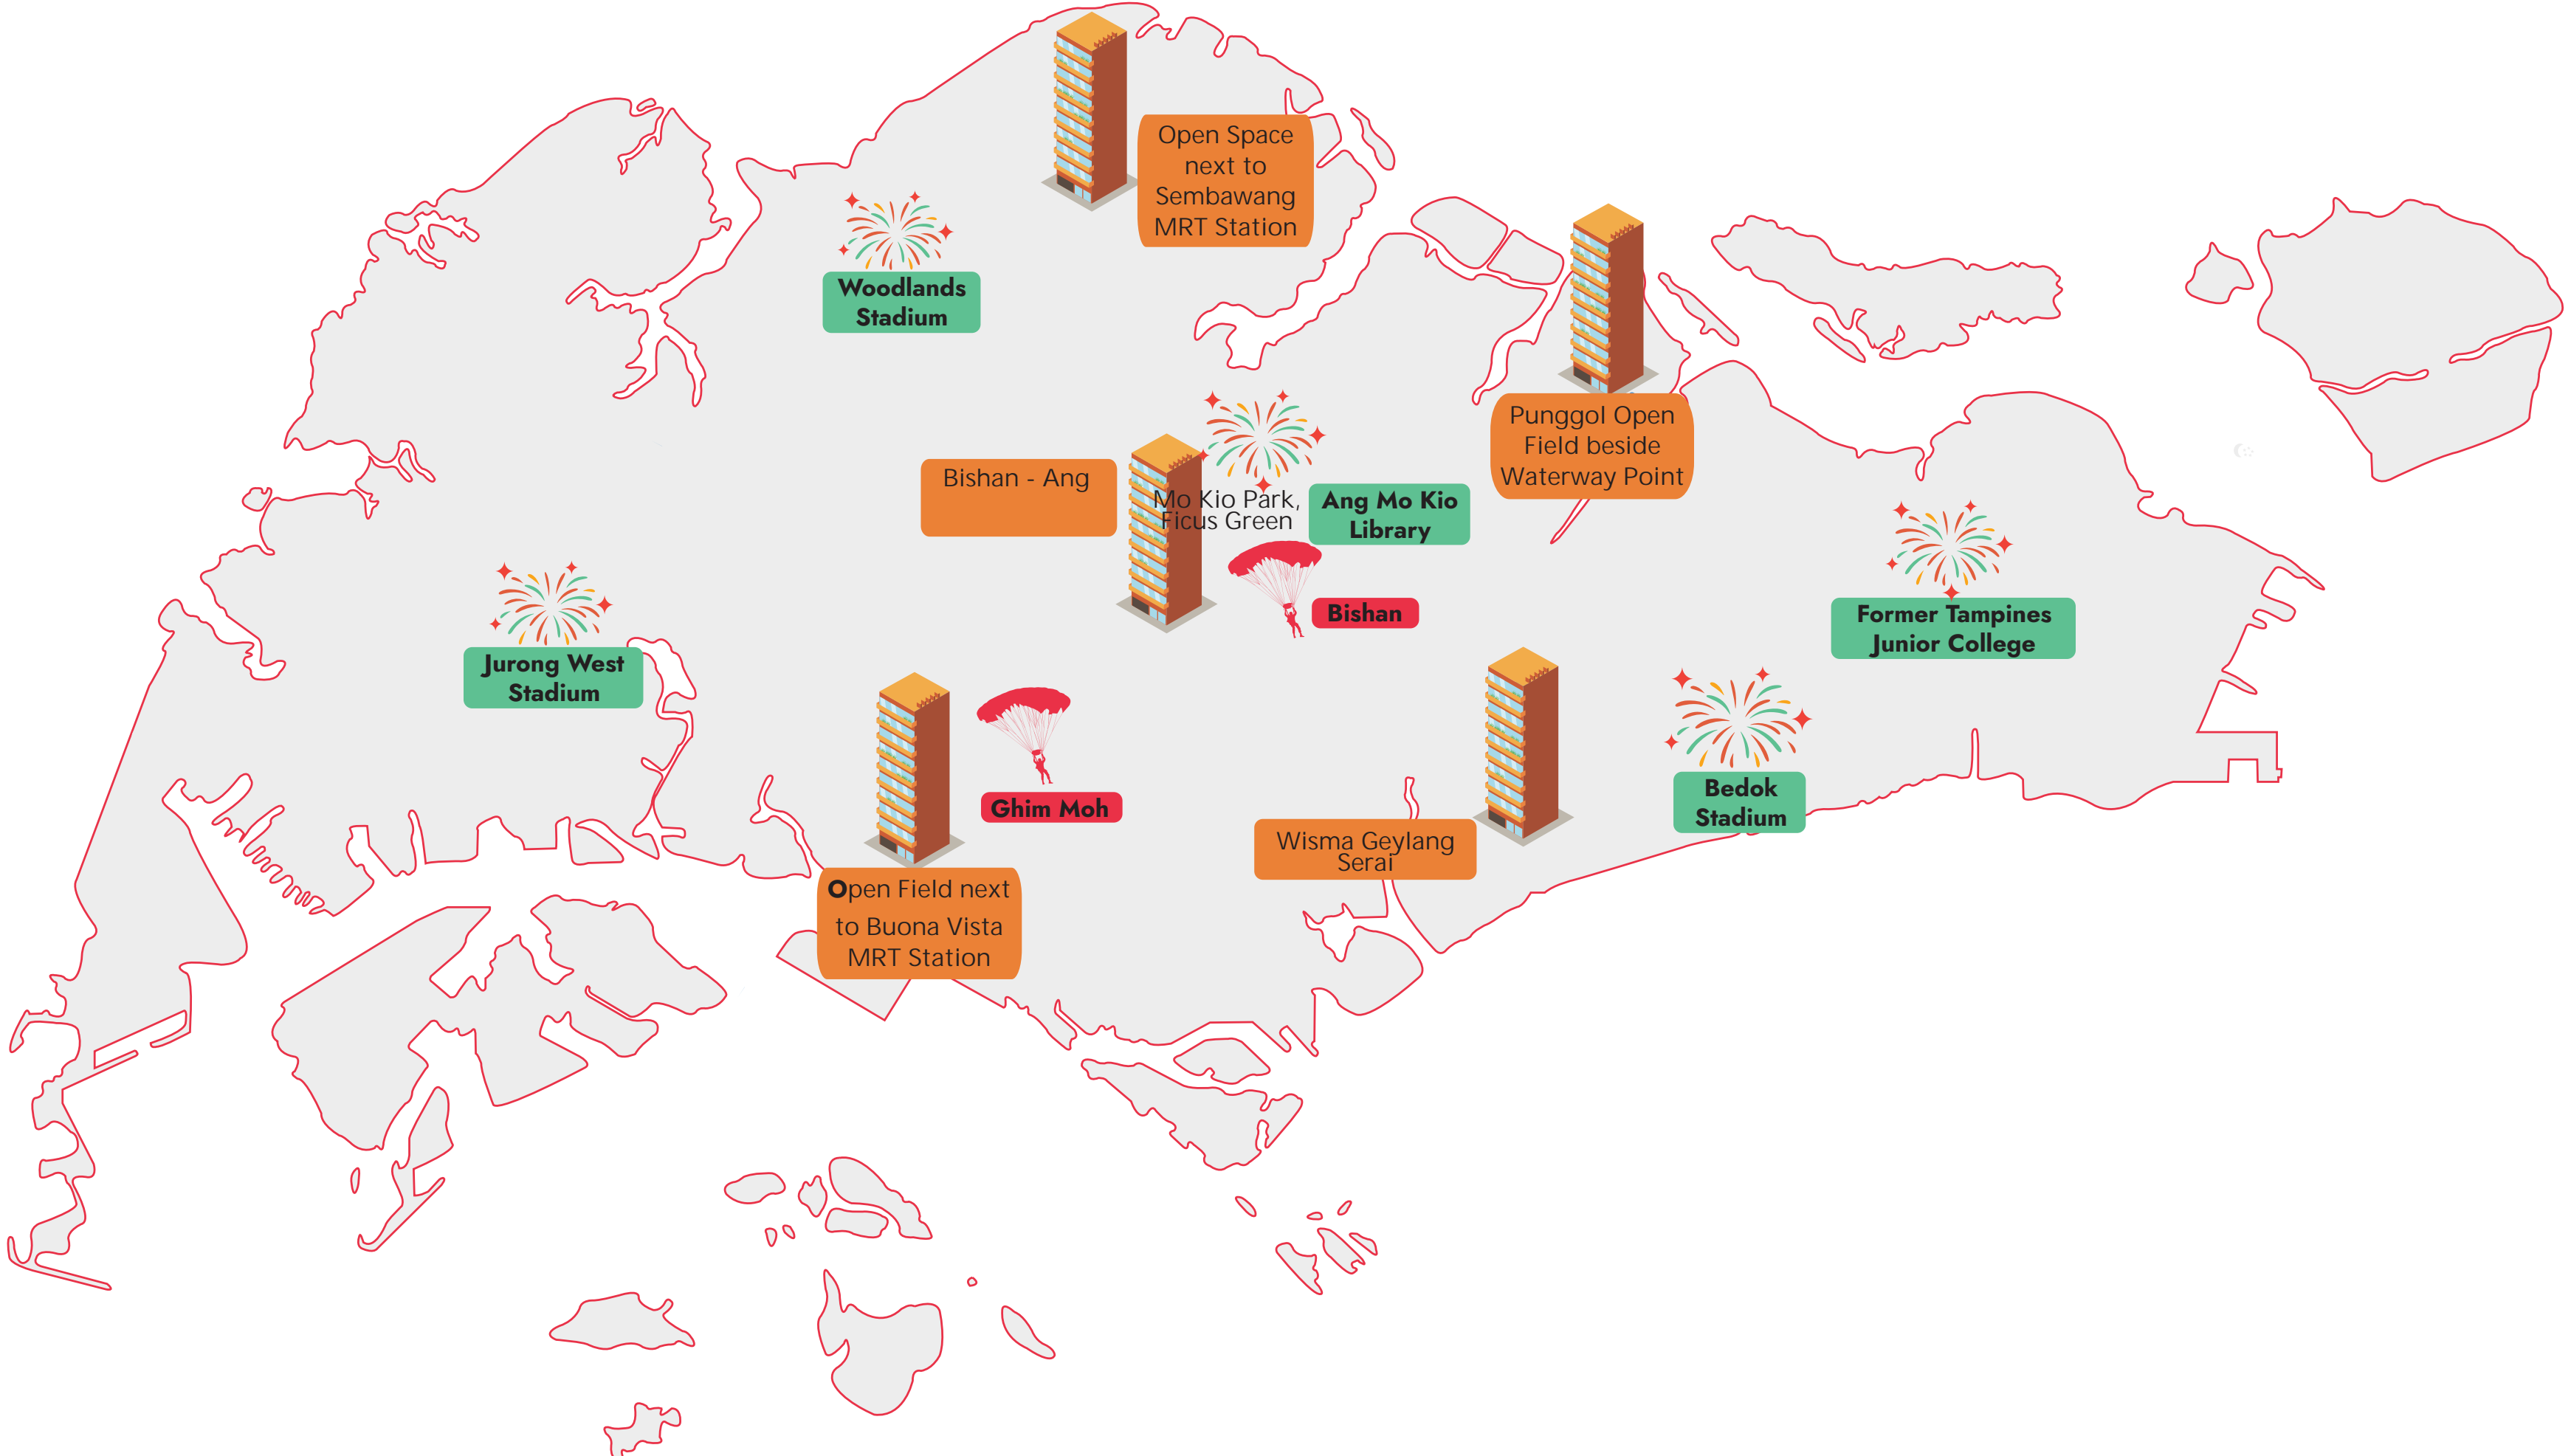 Open Space
next to
Sembawang
MRT Station
Woodlands
Stadium
Punggol Open
Field beside
Waterway Point
Bishan - Ang
Mo Kio Park,
Ficus Green
Ang Mo Kio
Library
Bishan
Former Tampines
Junior College
Jurong West
Stadium
Ghim Moh
Bedok
Stadium
Wisma Geylang
Serai
Open Field next
to Buona Vista
MRT Station